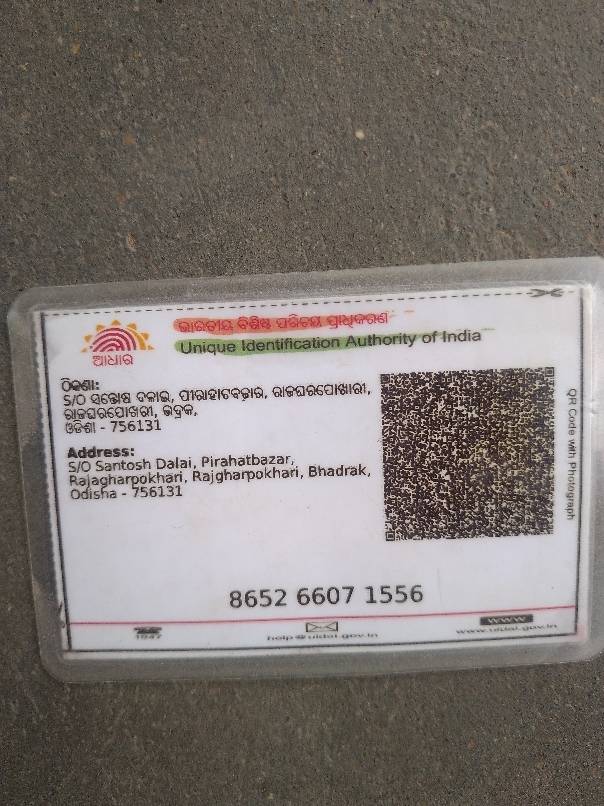 ଭାରତୀୟ ବିଶିଷ୍ଟ ପରିଚୟ ପ୍ରାଧିକରଣ
Unique Identification Authority of India
ଆଧାର
ଠିକଣା:
S/O ସନ୍ତୋଷ ଦଳାଇ, ପୀରାହାଟବଜାର, ରାଜଘରପୋଖାରୀ,
ରାଜଘରପୋଖରୀ, ଭଦ୍ରକ,
ଓଡିଶା - 756131
Address:
S/O Santosh Dalai, Pirahatbazar,
Rajagharpokhari, Rajgharpokhari, Bhadrak,
Odisha - 756131
QR Code with Photograph
8652 6607 1556
1947
help@uidai.gov.in
www
www.uidai.gov.in